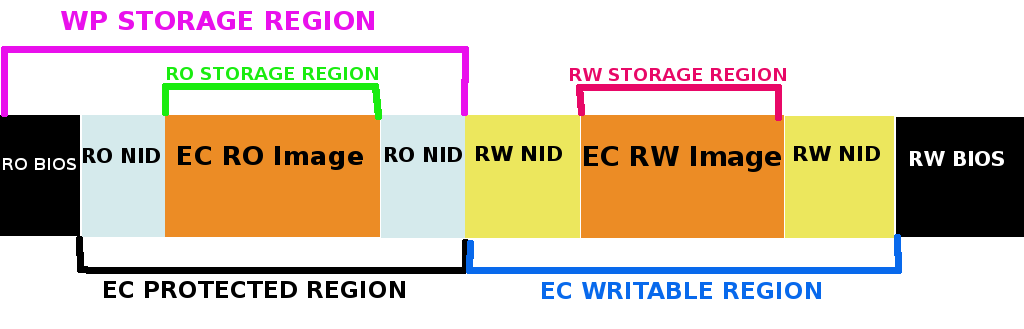 WP STORAGE REGION
RO STORAGE REGION
RW STORAGE REGION
RO BIOS
RO NID
EC RO Image
RO NID
RW NID
EC RW Image
RW NID
RW BIOS
EC PROTECTED REGION
EC WRITABLE REGION